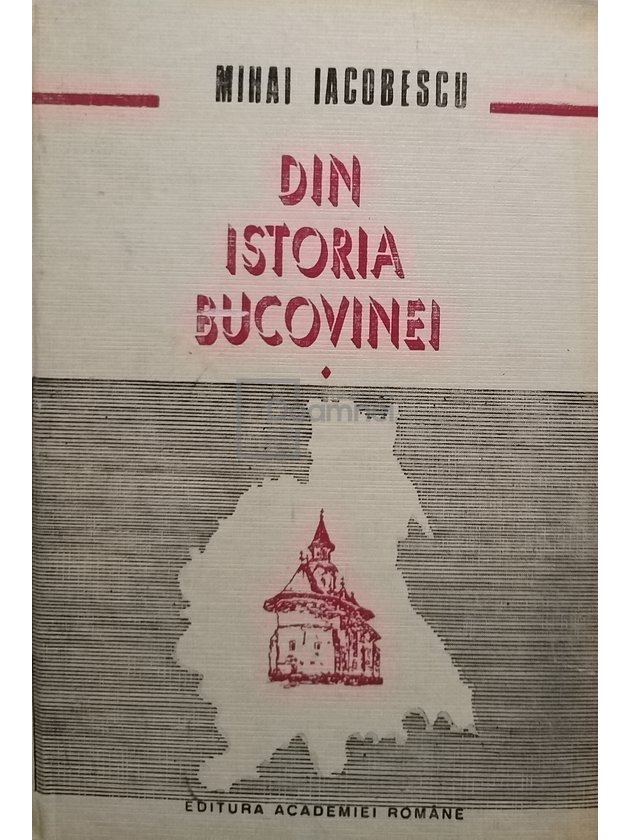 MIHAI IACOBESCU
DIN
ISTORIA
BUCOVINEI
EDITURA ACADEMIEI ROMÂNE